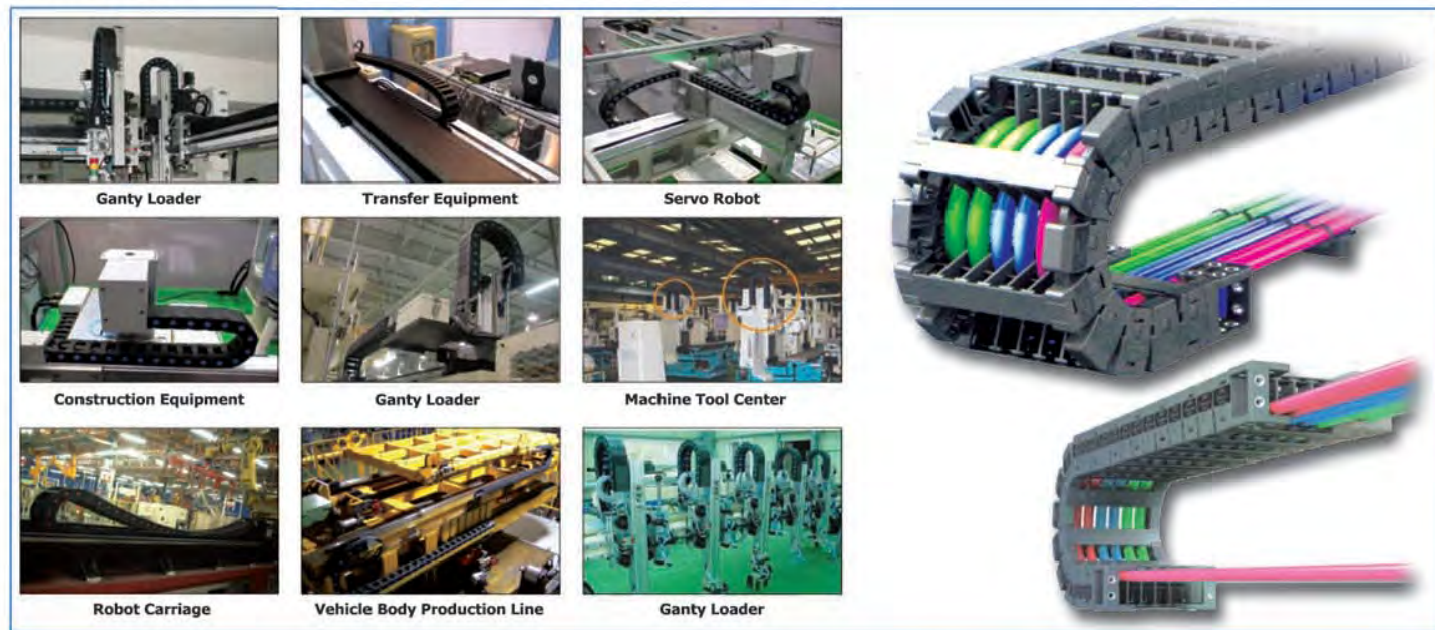 Ganty Loader
Transfer Equipment
Servo Robot
Construction Equipment
Ganty Loader
Machine Tool Center
Robot Carriage
Vehicle Body Production Line
Ganty Loader